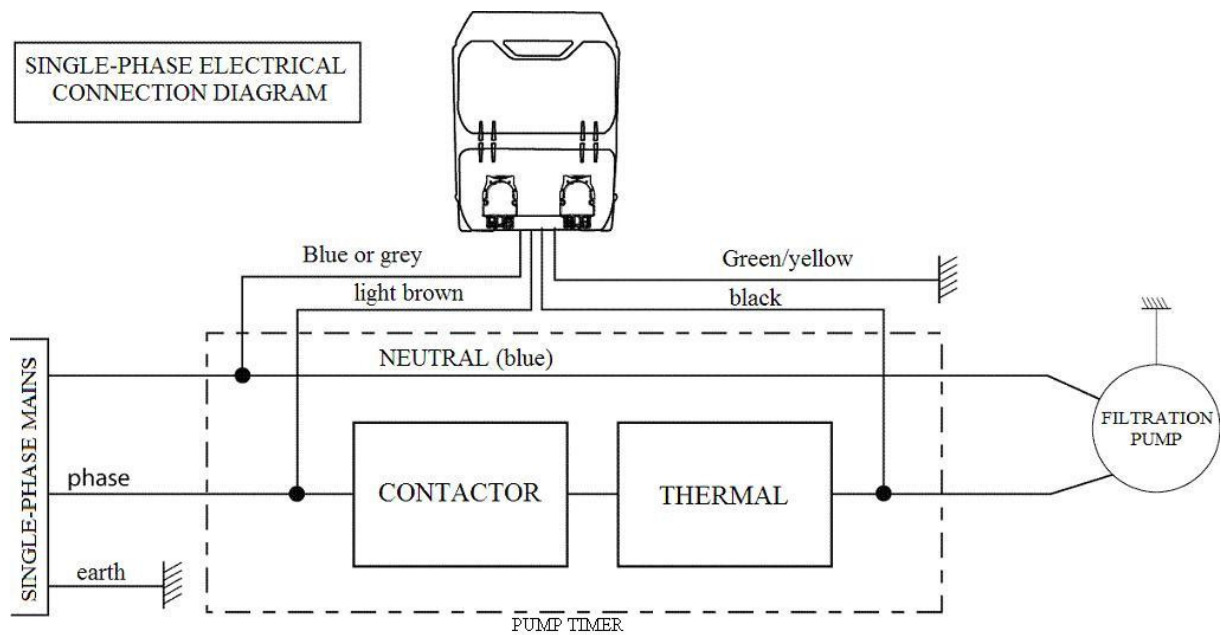 SINGLE-PHASE ELECTRICAL
CONNECTION DIAGRAM
Blue or grey
Green/yellow
light brown
black
NEUTRAL (blue)
SINGLE-PHASE MAINS
FILTRATION
PUMP
phase
CONTACTOR
THERMAL
earth
PUMP TIMER